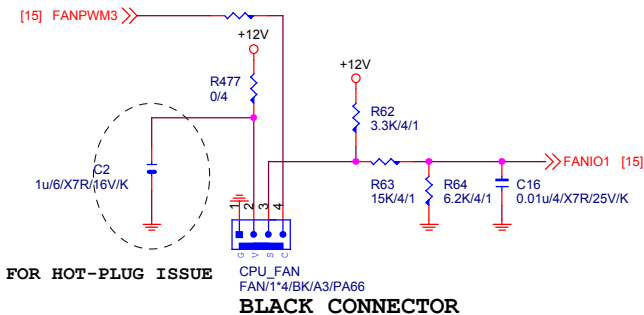 [15] FANPWM3
+12V
R477
0/4
+12V
R62
3.3K/4/1
C2
1u/6/X7R/16V/K
FANIO1 [15]
R63
15K/4/1
R64
6.2K/4/1
C16
0.01u/4/X7R/25V/K
1
2
3
4
G
V
S
C
CPU_FAN
FAN/1*4/BK/A3/PA66
FOR HOT-PLUG ISSUE
BLACK CONNECTOR